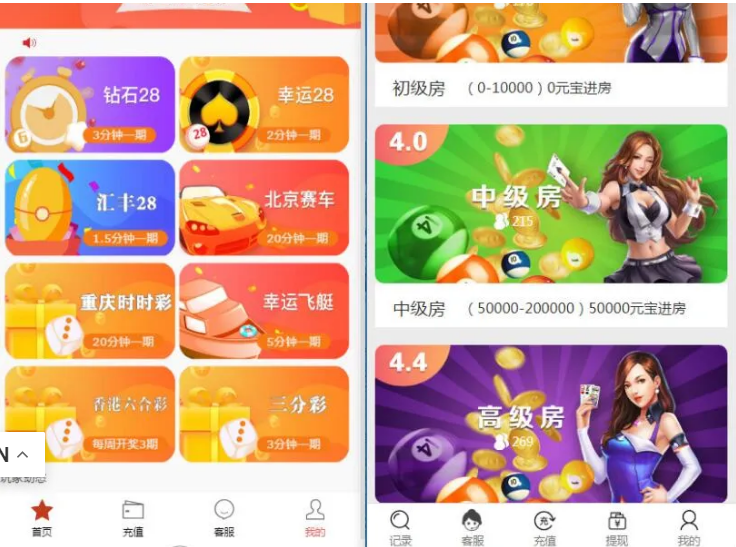 钻石28
3分钟一期
幸运28
28
2分钟一期
汇丰28
1.5分钟一期
北京赛车
20分钟一期
重庆时时彩
20分钟一期
幸运飞艇
5分钟一期
香港六合彩
每周开奖3期
三分彩
3分钟一期
N
玩家动态
首页
充值
客服
我的
初级房 （0-10000）0元宝进房
4.0
中级房
215
中级房 （50000-200000）50000元宝进房
4.4
高级房
269
记录
客服
充值
提现
我的